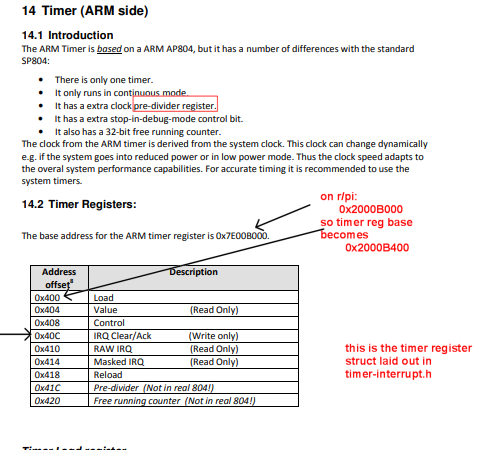 14 Timer (ARM side)
14.1 Introduction
The ARM Timer is based on a ARM AP804, but it has a number of differences with the standard
SP804:
• There is only one timer.
• It only runs in continuous mode.
• It has a extra clock pre-divider register.
• It has a extra stop-in-debug-mode control bit.
• It also has a 32-bit free running counter.
The clock from the ARM timer is derived from the system clock. This clock can change dynamically
e.g. if the system goes into reduced power or in low power mode. Thus the clock speed adapts to
the overal system performance capabilities. For accurate timing it is recommended to use the
system timers.
14.2 Timer Registers:
on r/pi:
0x2000B000
so timer reg base
becomes
0x2000B400
The base address for the ARM timer register is 0x7E00B000.
Address offset8 Description
0x400 Load
0x404 Value (Read Only)
0x408 Control
0x40C IRQ Clear/Ack (Write only)
0x410 RAW IRQ (Read Only)
0x414 Masked IRQ (Read Only)
0x418 Reload
0x41C Pre-divider (Not in real 804!)
0x420 Free running counter (Not in real 804!)
this is the timer register
struct laid out in
timer-interrupt.h
Timer Load register